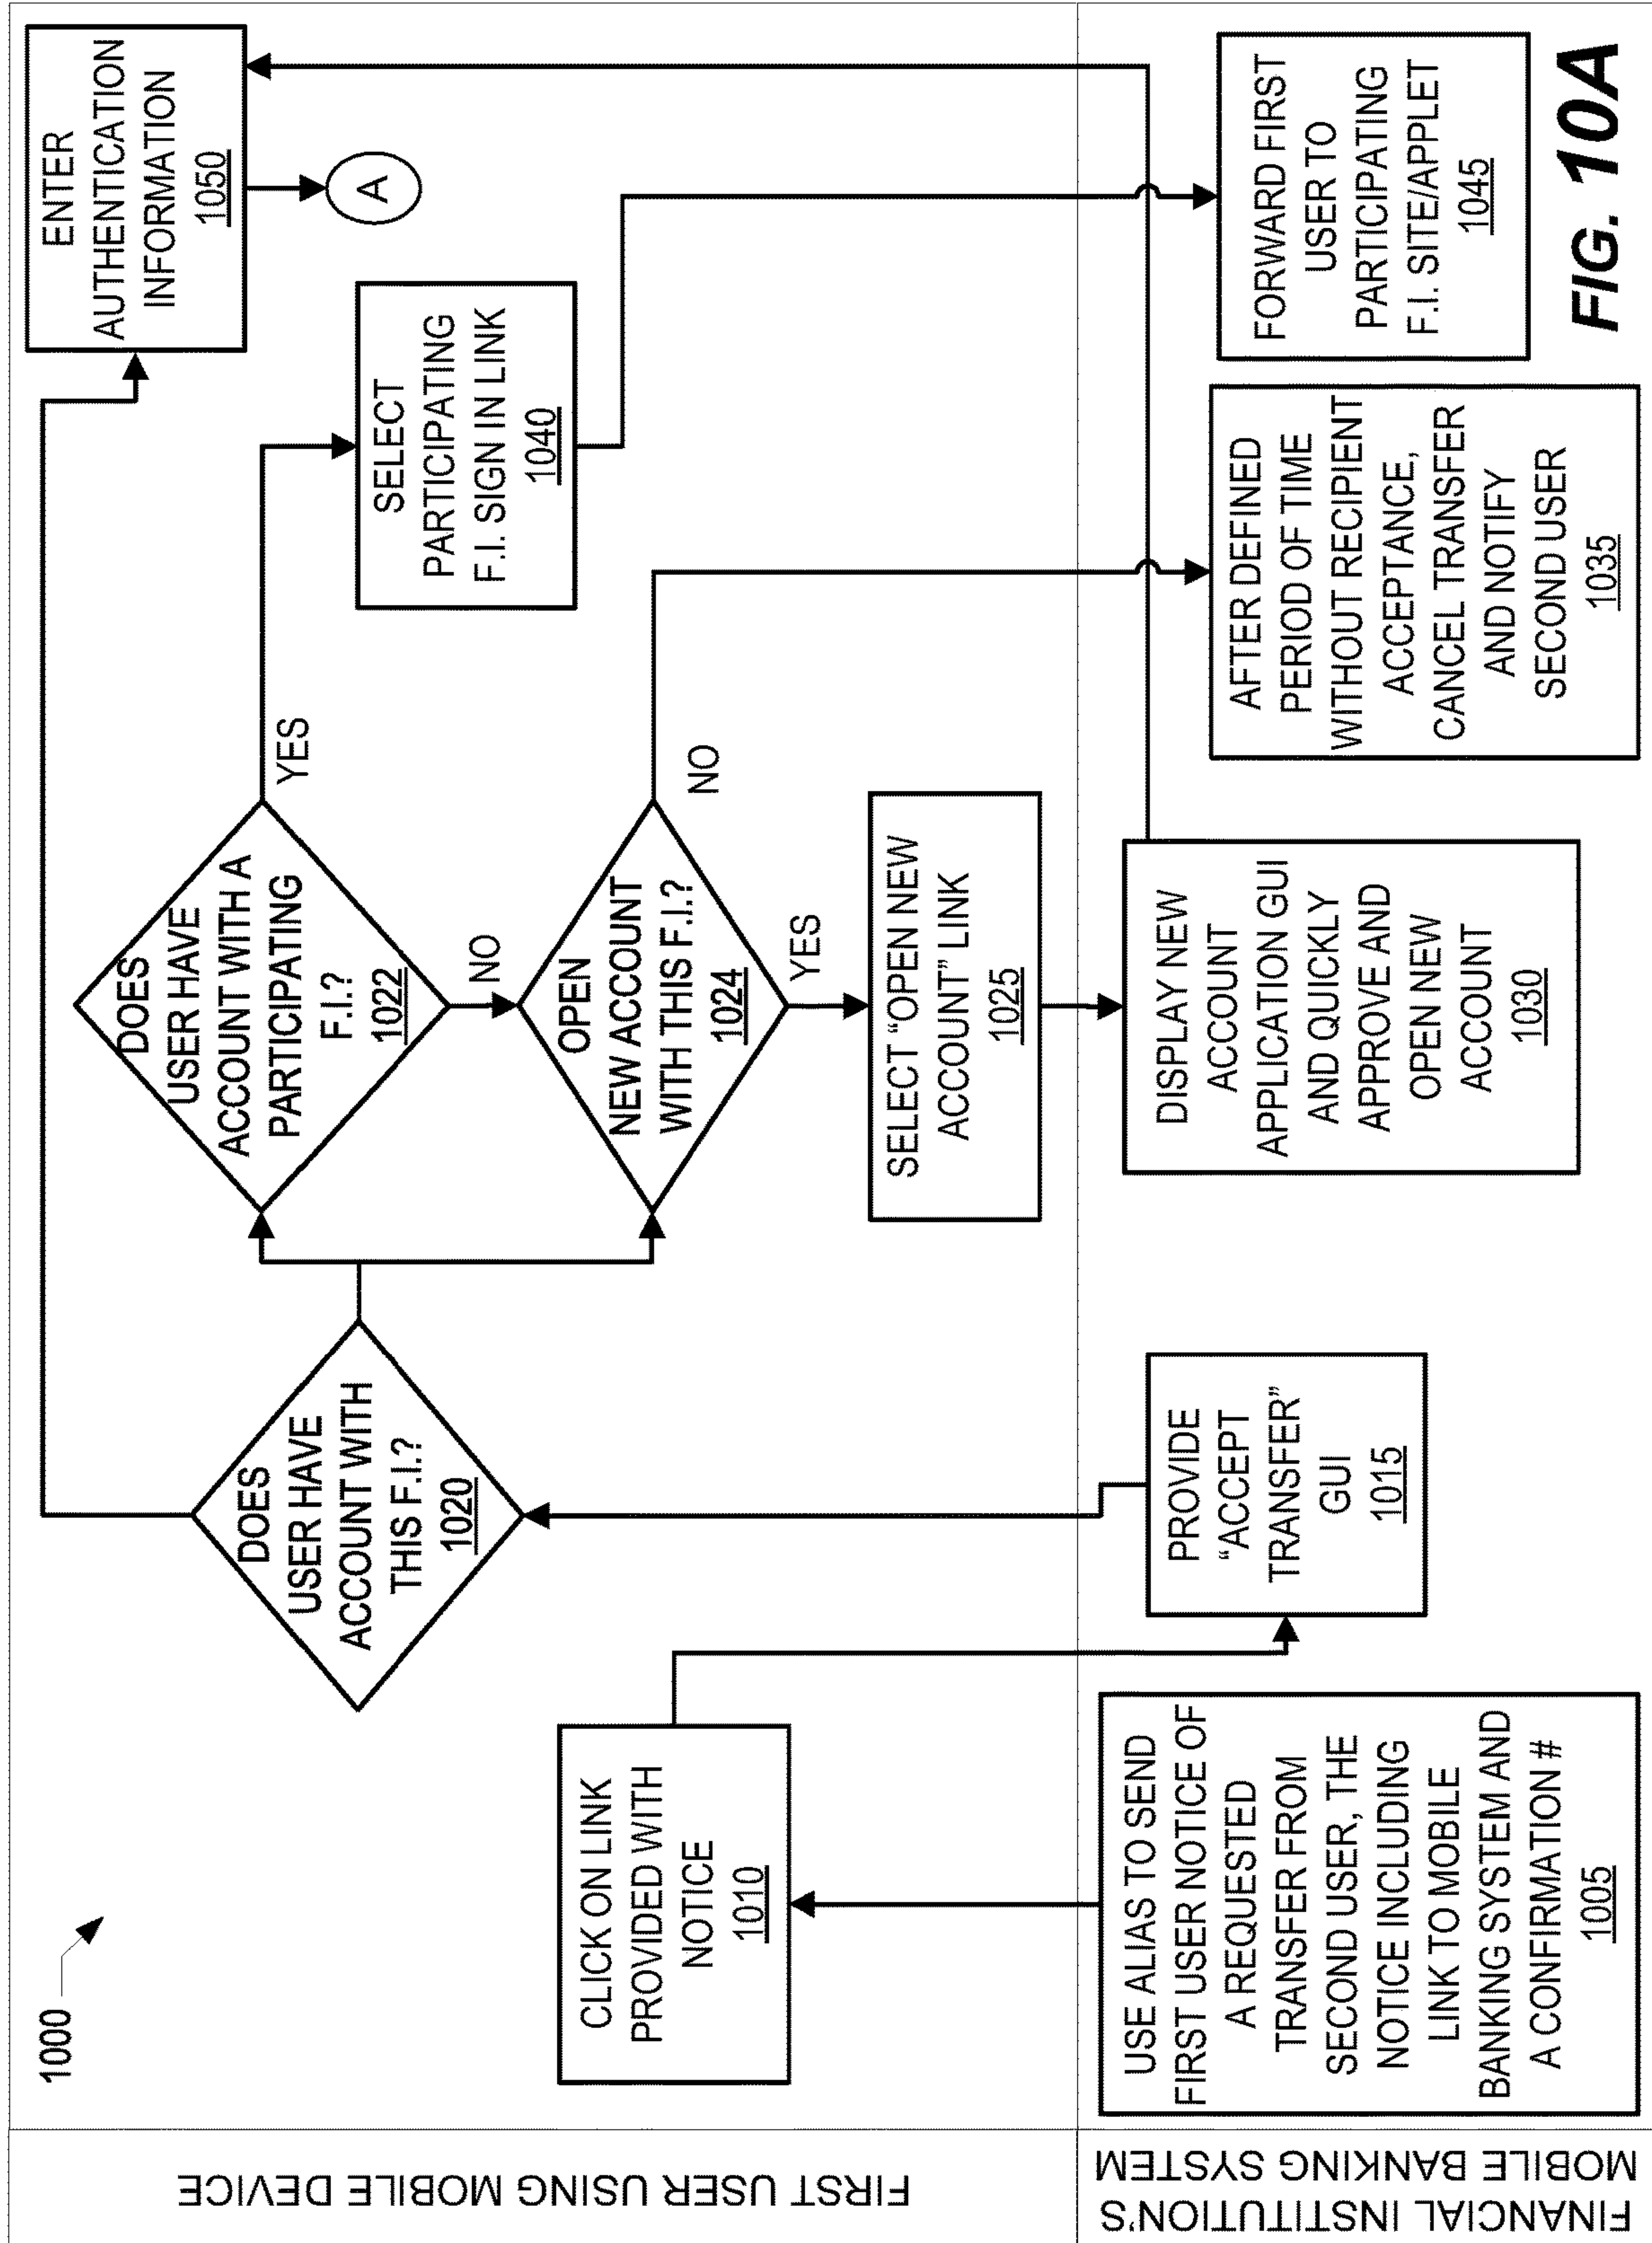 1000
FIRST USER USING MOBILE DEVICE
FINANCIAL INSTITUTION'S
MOBILE BANKING SYSTEM
USE ALIAS TO SEND
FIRST USER NOTICE OF
A REQUESTED
TRANSFER FROM
SECOND USER, THE
NOTICE INCLUDING
LINK TO MOBILE
BANKING SYSTEM AND
A CONFIRMATION #
1005
CLICK ON LINK
PROVIDED WITH
NOTICE
1010
PROVIDE
“ACCEPT
TRANSFER”
GUI
1015
DOES
USER HAVE
ACCOUNT WITH
THIS F.I.?
1020
DOES
USER HAVE
ACCOUNT WITH A
PARTICIPATING
F.I.?
1022
YES
NO
OPEN
NEW ACCOUNT
WITH THIS F.I.?
1024
NO
YES
SELECT “OPEN NEW
ACCOUNT” LINK
1025
DISPLAY NEW
ACCOUNT
APPLICATION GUI
AND QUICKLY
APPROVE AND
OPEN NEW
ACCOUNT
1030
AFTER DEFINED
PERIOD OF TIME
WITHOUT RECIPIENT
ACCEPTANCE,
CANCEL TRANSFER
AND NOTIFY
SECOND USER
1035
SELECT
PARTICIPATING
F.I. SIGN IN LINK
1040
FORWARD FIRST
USER TO
PARTICIPATING
F.I. SITE/APPLET
1045
ENTER
AUTHENTICATION
INFORMATION
1050
A
FIG. 10A